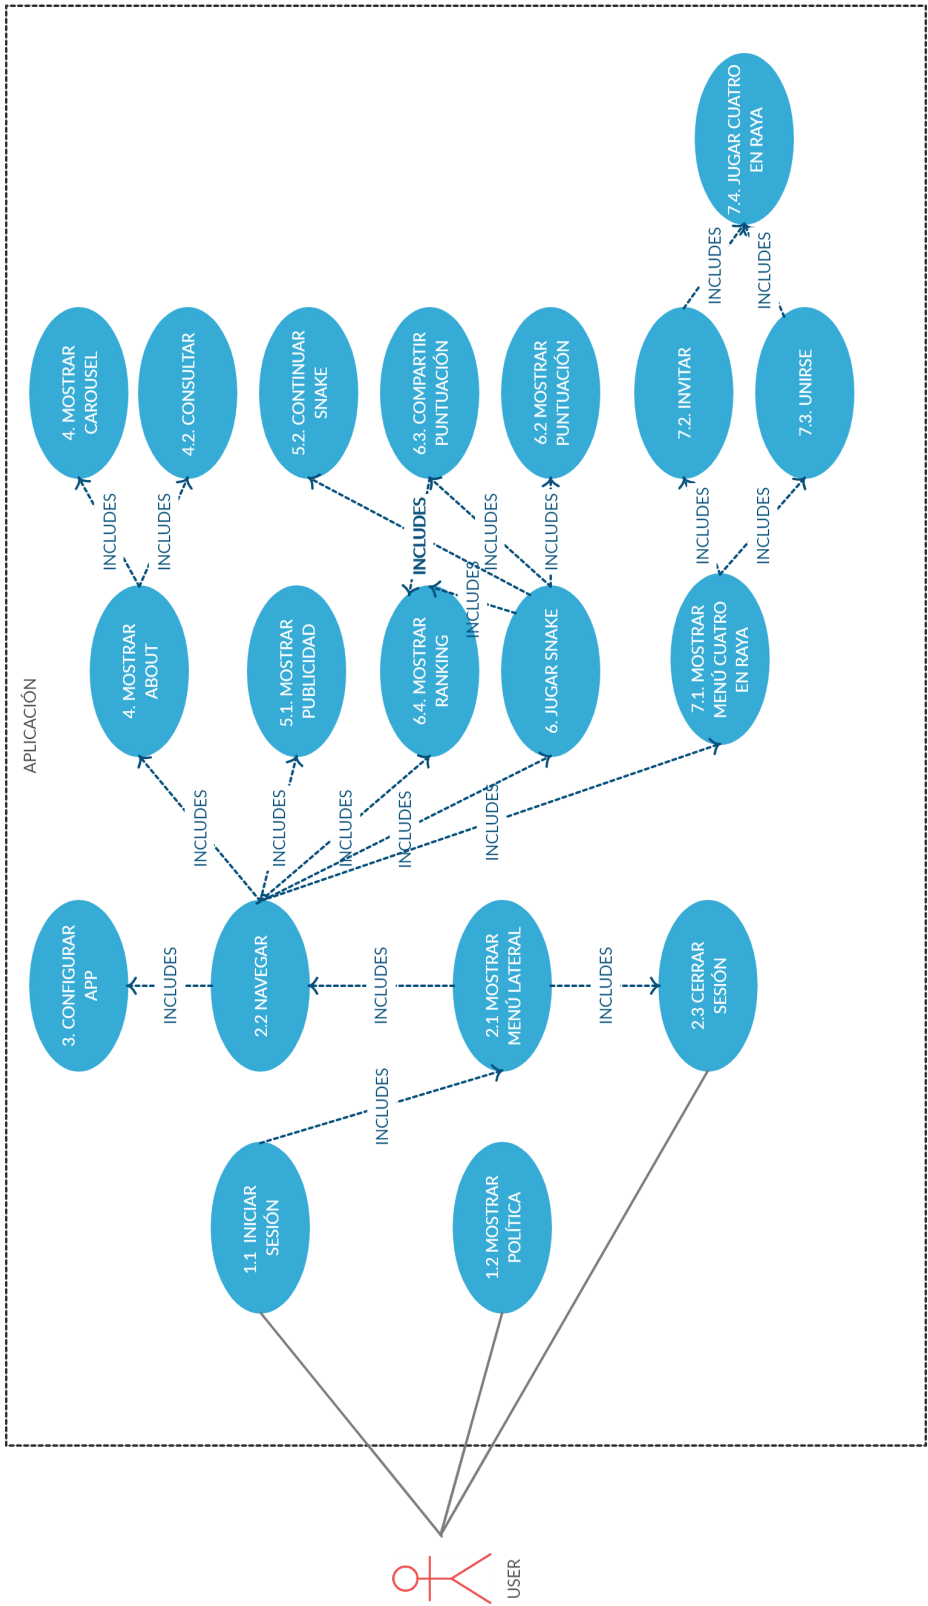 APLICACIÓN
USER
1.1 INICIAR
SESIÓN
1.2 MOSTRAR
POLÍTICA
INCLUDES
3. CONFIGURAR
APP
INCLUDES
2.2 NAVEGAR
INCLUDES
2.1 MOSTRAR
MENÚ LATERAL
INCLUDES
2.3 CERRAR
SESIÓN
INCLUDES
INCLUDES
INCLUDES
INCLUDES
INCLUDES
4. MOSTRAR
ABOUT
5.1. MOSTRAR
PUBLICIDAD
6.4. MOSTRAR
RANKING
6. JUGAR SNAKE
7.1. MOSTRAR
MENÚ CUATRO
EN RAYA
INCLUDES
INCLUDES
INCLUDES
INCLUDES
INCLUDES
INCLUDES
INCLUDES
INCLUDES
4. MOSTRAR
CAROUSEL
4.2. CONSULTAR
5.2. CONTINUAR
SNAKE
6.3. COMPARTIR
PUNTUACIÓN
6.2 MOSTRAR
PUNTUACIÓN
7.2. INVITAR
7.3. UNIRSE
INCLUDES
INCLUDES
7.4. JUGAR CUATRO
EN RAYA